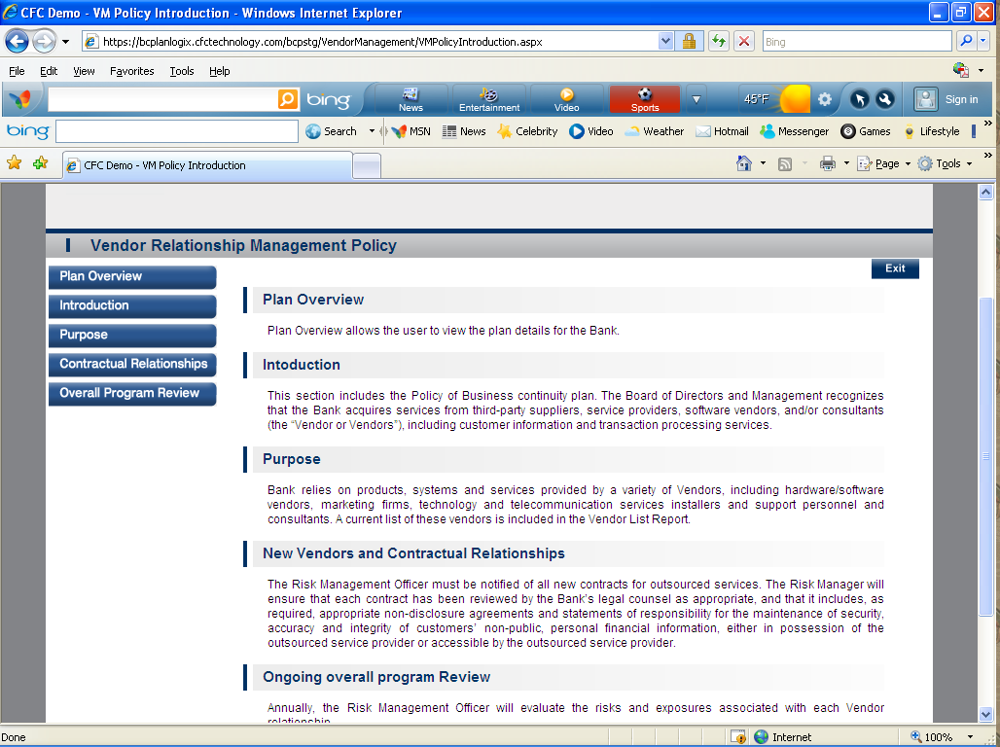 CFC Demo - VM Policy Introduction - Windows Internet Explorer
https://bcplanlogix.cfctechnology.com/bcpstg/VendorManagement/VMPolicyIntroduction.aspx
Bing
File Edit View Favorites Tools Help
bing News Entertainment Video Sports 45°F Sign in
bing Search MSN News Celebrity Video Weather Hotmail Messenger Games Lifestyle
CFC Demo - VM Policy Introduction
Page Tools
Vendor Relationship Management Policy
Exit
Plan Overview
Introduction
Purpose
Contractual Relationships
Overall Program Review
Plan Overview
Plan Overview allows the user to view the plan details for the Bank.
Intoduction
This section includes the Policy of Business continuity plan. The Board of Directors and Management recognizes
that the Bank acquires services from third-party suppliers, service providers, software vendors, and/or consultants
(the “Vendor or Vendors”), including customer information and transaction processing services.
Purpose
Bank relies on products, systems and services provided by a variety of Vendors, including hardware/software
vendors, marketing firms, technology and telecommunication services installers and support personnel and
consultants. A current list of these vendors is included in the Vendor List Report.
New Vendors and Contractual Relationships
The Risk Management Officer must be notified of all new contracts for outsourced services. The Risk Manager will
ensure that each contract has been reviewed by the Bank’s legal counsel as appropriate, and that it includes, as
required, appropriate non-disclosure agreements and statements of responsibility for the maintenance of security,
accuracy and integrity of customers’ non-public, personal financial information, either in possession of the
outsourced service provider or accessible by the outsourced service provider.
Ongoing overall program Review
Annually, the Risk Management Officer will evaluate the risks and exposures associated with each Vendor
relationship.
Done
Internet
100%